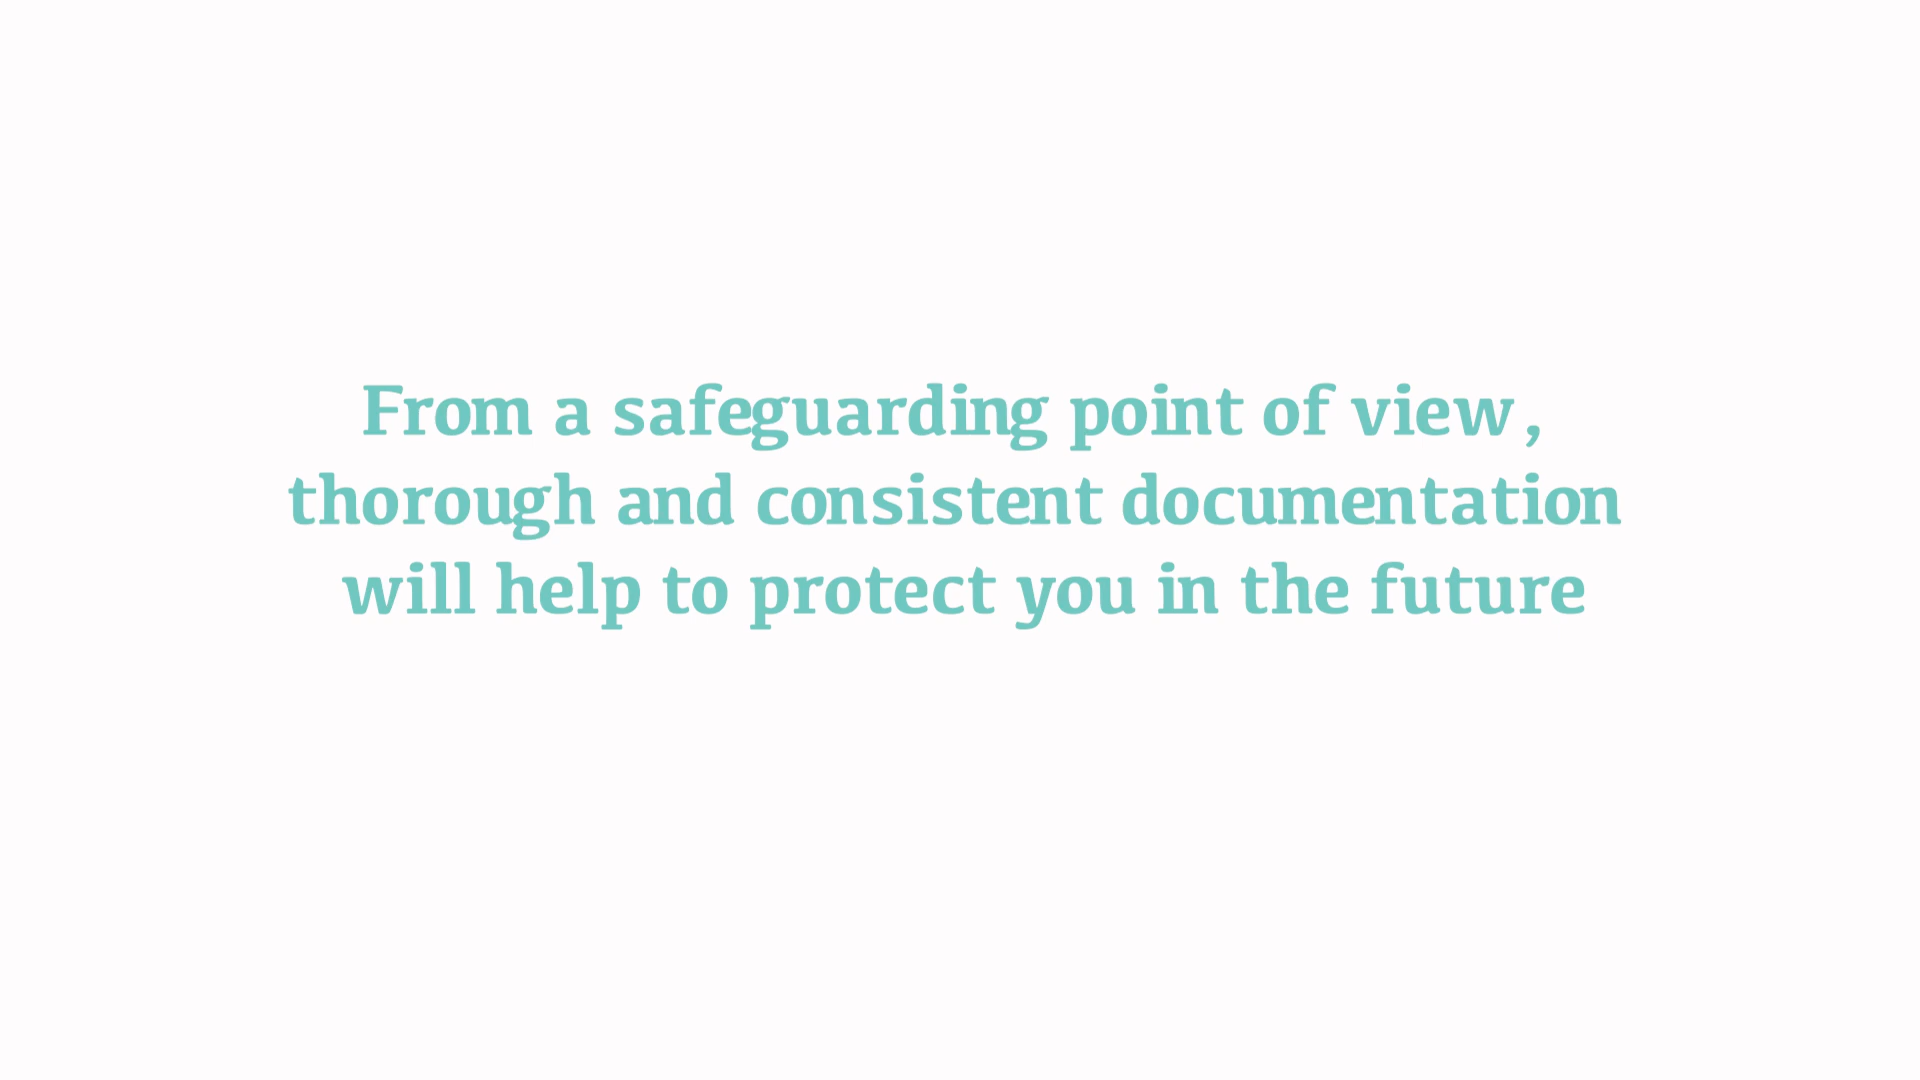 From a safeguarding point of view,
thorough and consistent documentation
will help to protect you in the future